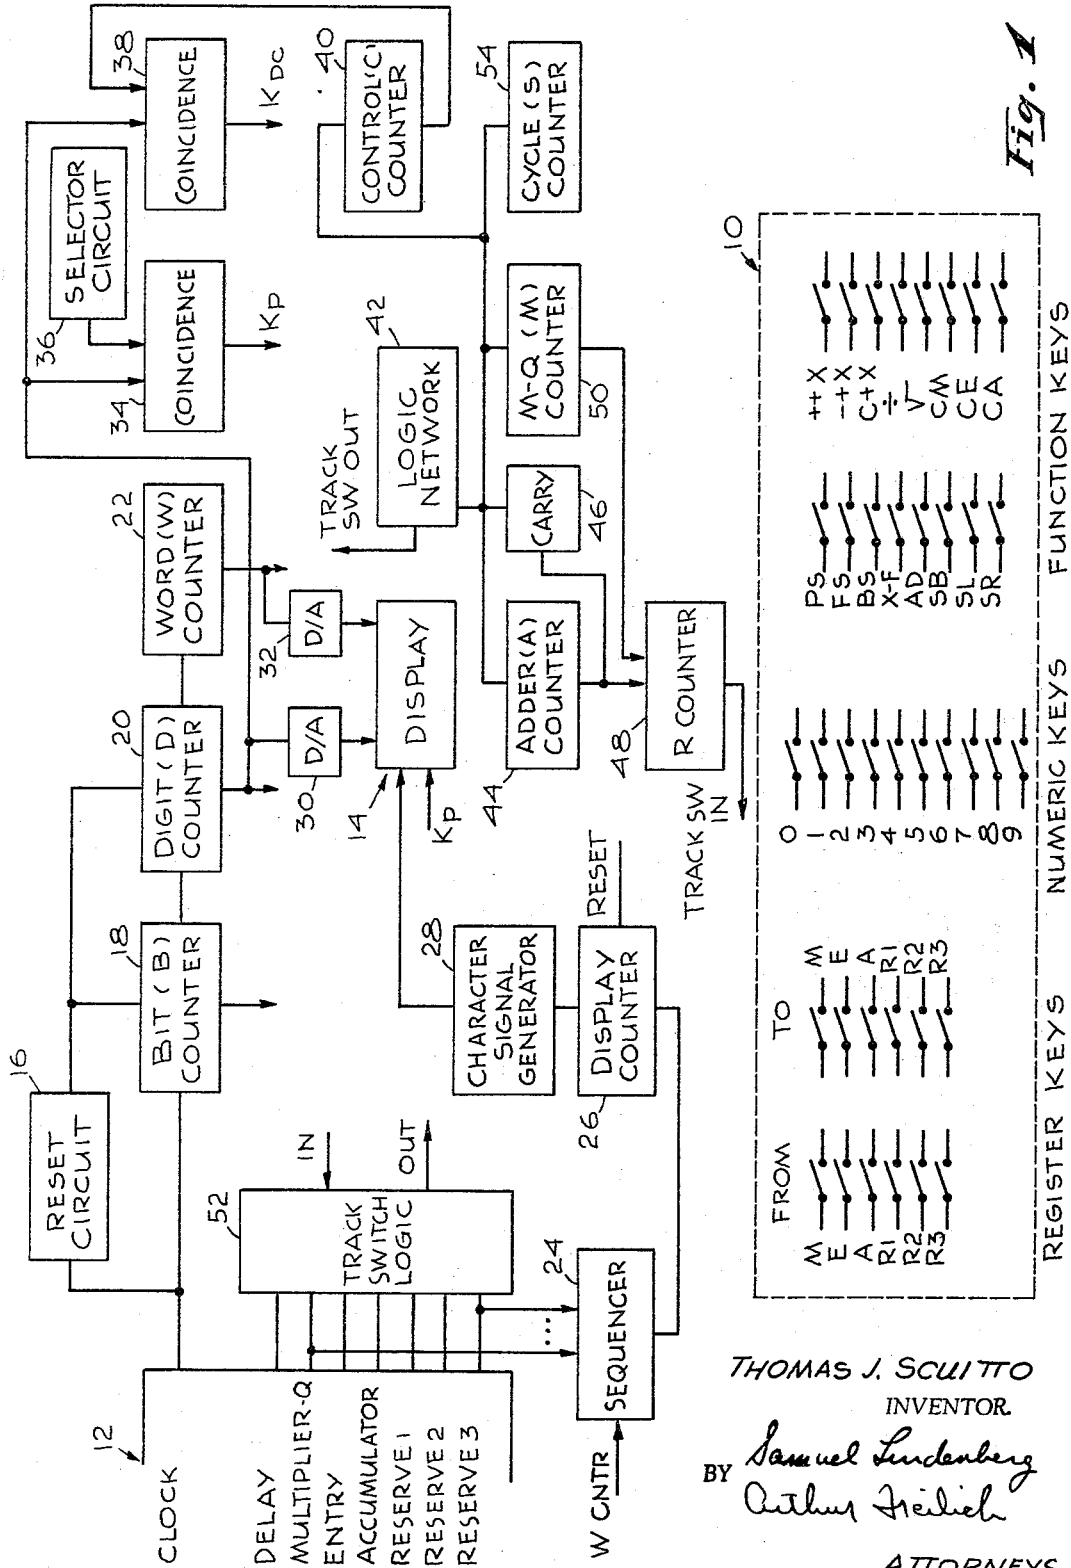 12
CLOCK
DELAY
MULTIPLIER-Q
ENTRY
ACCUMULATOR
RESERVE 1
RESERVE 2
RESERVE 3
W CNTR
16
RESET
CIRCUIT
52
TRACK
SWITCH
LOGIC
IN
OUT
24
SEQUENCER
...
18
BIT (B)
COUNTER
28
CHARACTER
SIGNAL
GENERATOR
26
DISPLAY
COUNTER
RESET
20
DIGIT (D)
COUNTER
22
WORD (W)
COUNTER
30
D/A
32
D/A
14
DISPLAY
KP
34
COINCIDENCE
KP
36
SELECTOR
CIRCUIT
38
COINCIDENCE
KDC
40
CONTROL'C'
COUNTER
TRACK
SW OUT
42
LOGIC
NETWORK
44
ADDER(A)
COUNTER
46
CARRY
48
R COUNTER
TRACK SW
IN
50
M-Q (M)
COUNTER
54
CYCLE (S)
COUNTER
Fig. 1
10
FROM
M
E
A
R1
R2
R3
TO
M
E
A
R1
R2
R3
REGISTER KEYS
0
1
2
3
4
5
6
7
8
9
NUMERIC KEYS
PS
FS
BS
X-F
AD
SB
SL
SR
++X
-+X
C+X
÷
√
CM
CE
CA
FUNCTION KEYS
THOMAS J. SCUITTO
INVENTOR.
BY Samuel Lindenberg
Arthur Freilich
ATTORNEYS